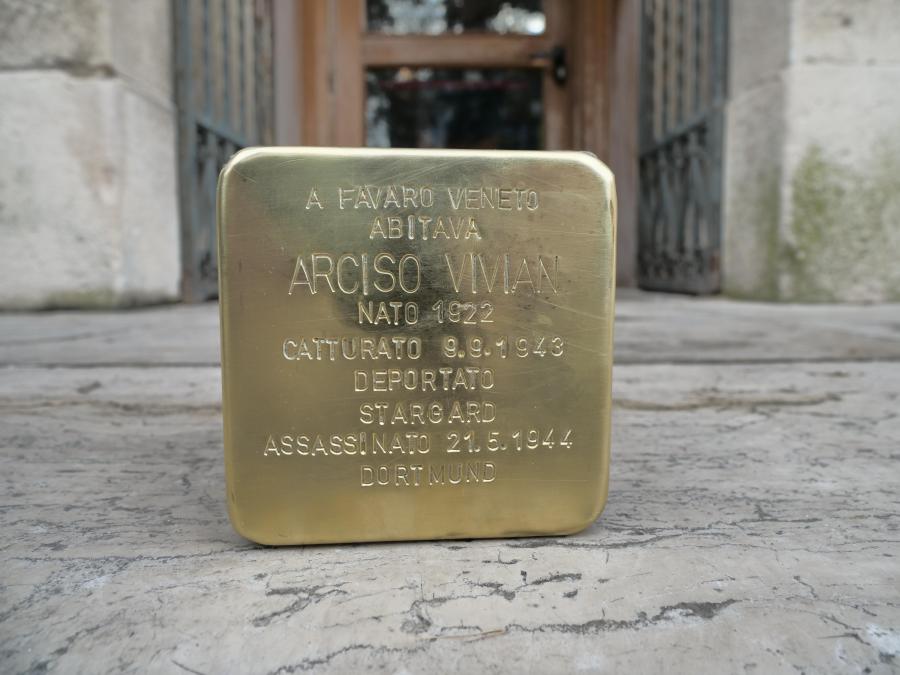 A FAVARO VENETO
ABITAVA
ARCISO VIVIAN
NATO 1922
CATTURATO 9.9.1943
DEPORTATO
STARGARD
ASSASSINATO 21.5.1944
DORTMUND